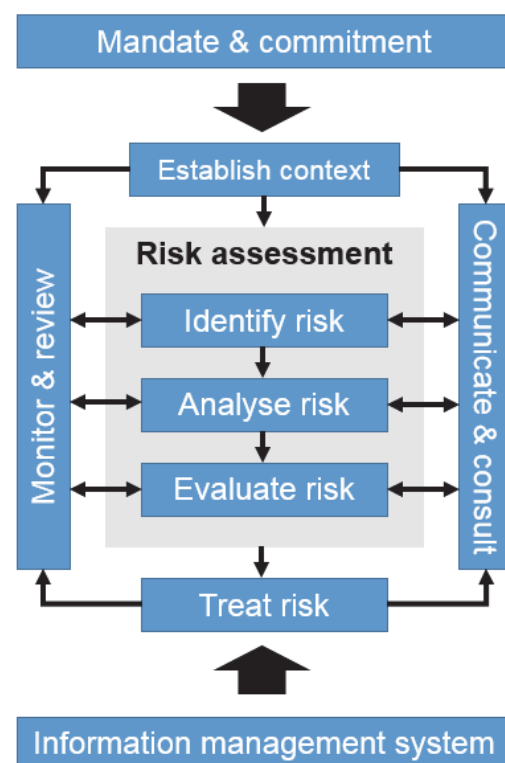 Mandate & commitment
Establish context
Risk assessment
Monitor & review
Identify risk
Analyse risk
Evaluate risk
Communicate & consult
Treat risk
Information management system